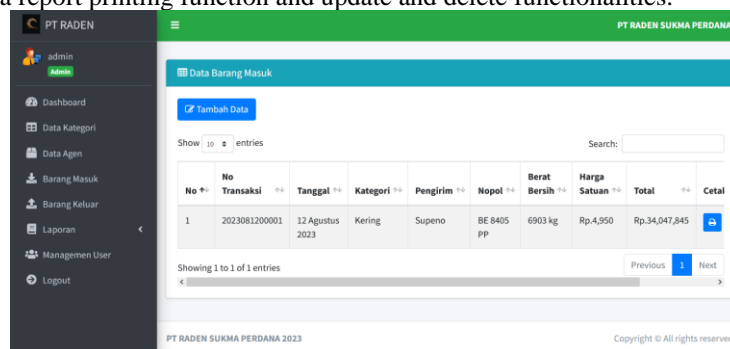 a report printing function and update and delete functionalities.
PT RADEN
PT RADEN SUKMA PERDANA
admin
Admin
Dashboard
Data Kategori
Data Agen
Barang Masuk
Barang Keluar
Laporan
Managemen User
Logout
Data Barang Masuk
Tambah Data
Show 10 entries
Search:
No No Transaksi Tanggal Kategori Pengirim Nopol Berat Bersih Harga Satuan Total Cetak
1 2023081200001 12 Agustus 2023 Kering Supeno BE 8405 PP 6903 kg Rp.4,950 Rp.34,047,845
Showing 1 to 1 of 1 entries
Previous 1 Next
PT RADEN SUKMA PERDANA 2023
Copyright © All rights reserved